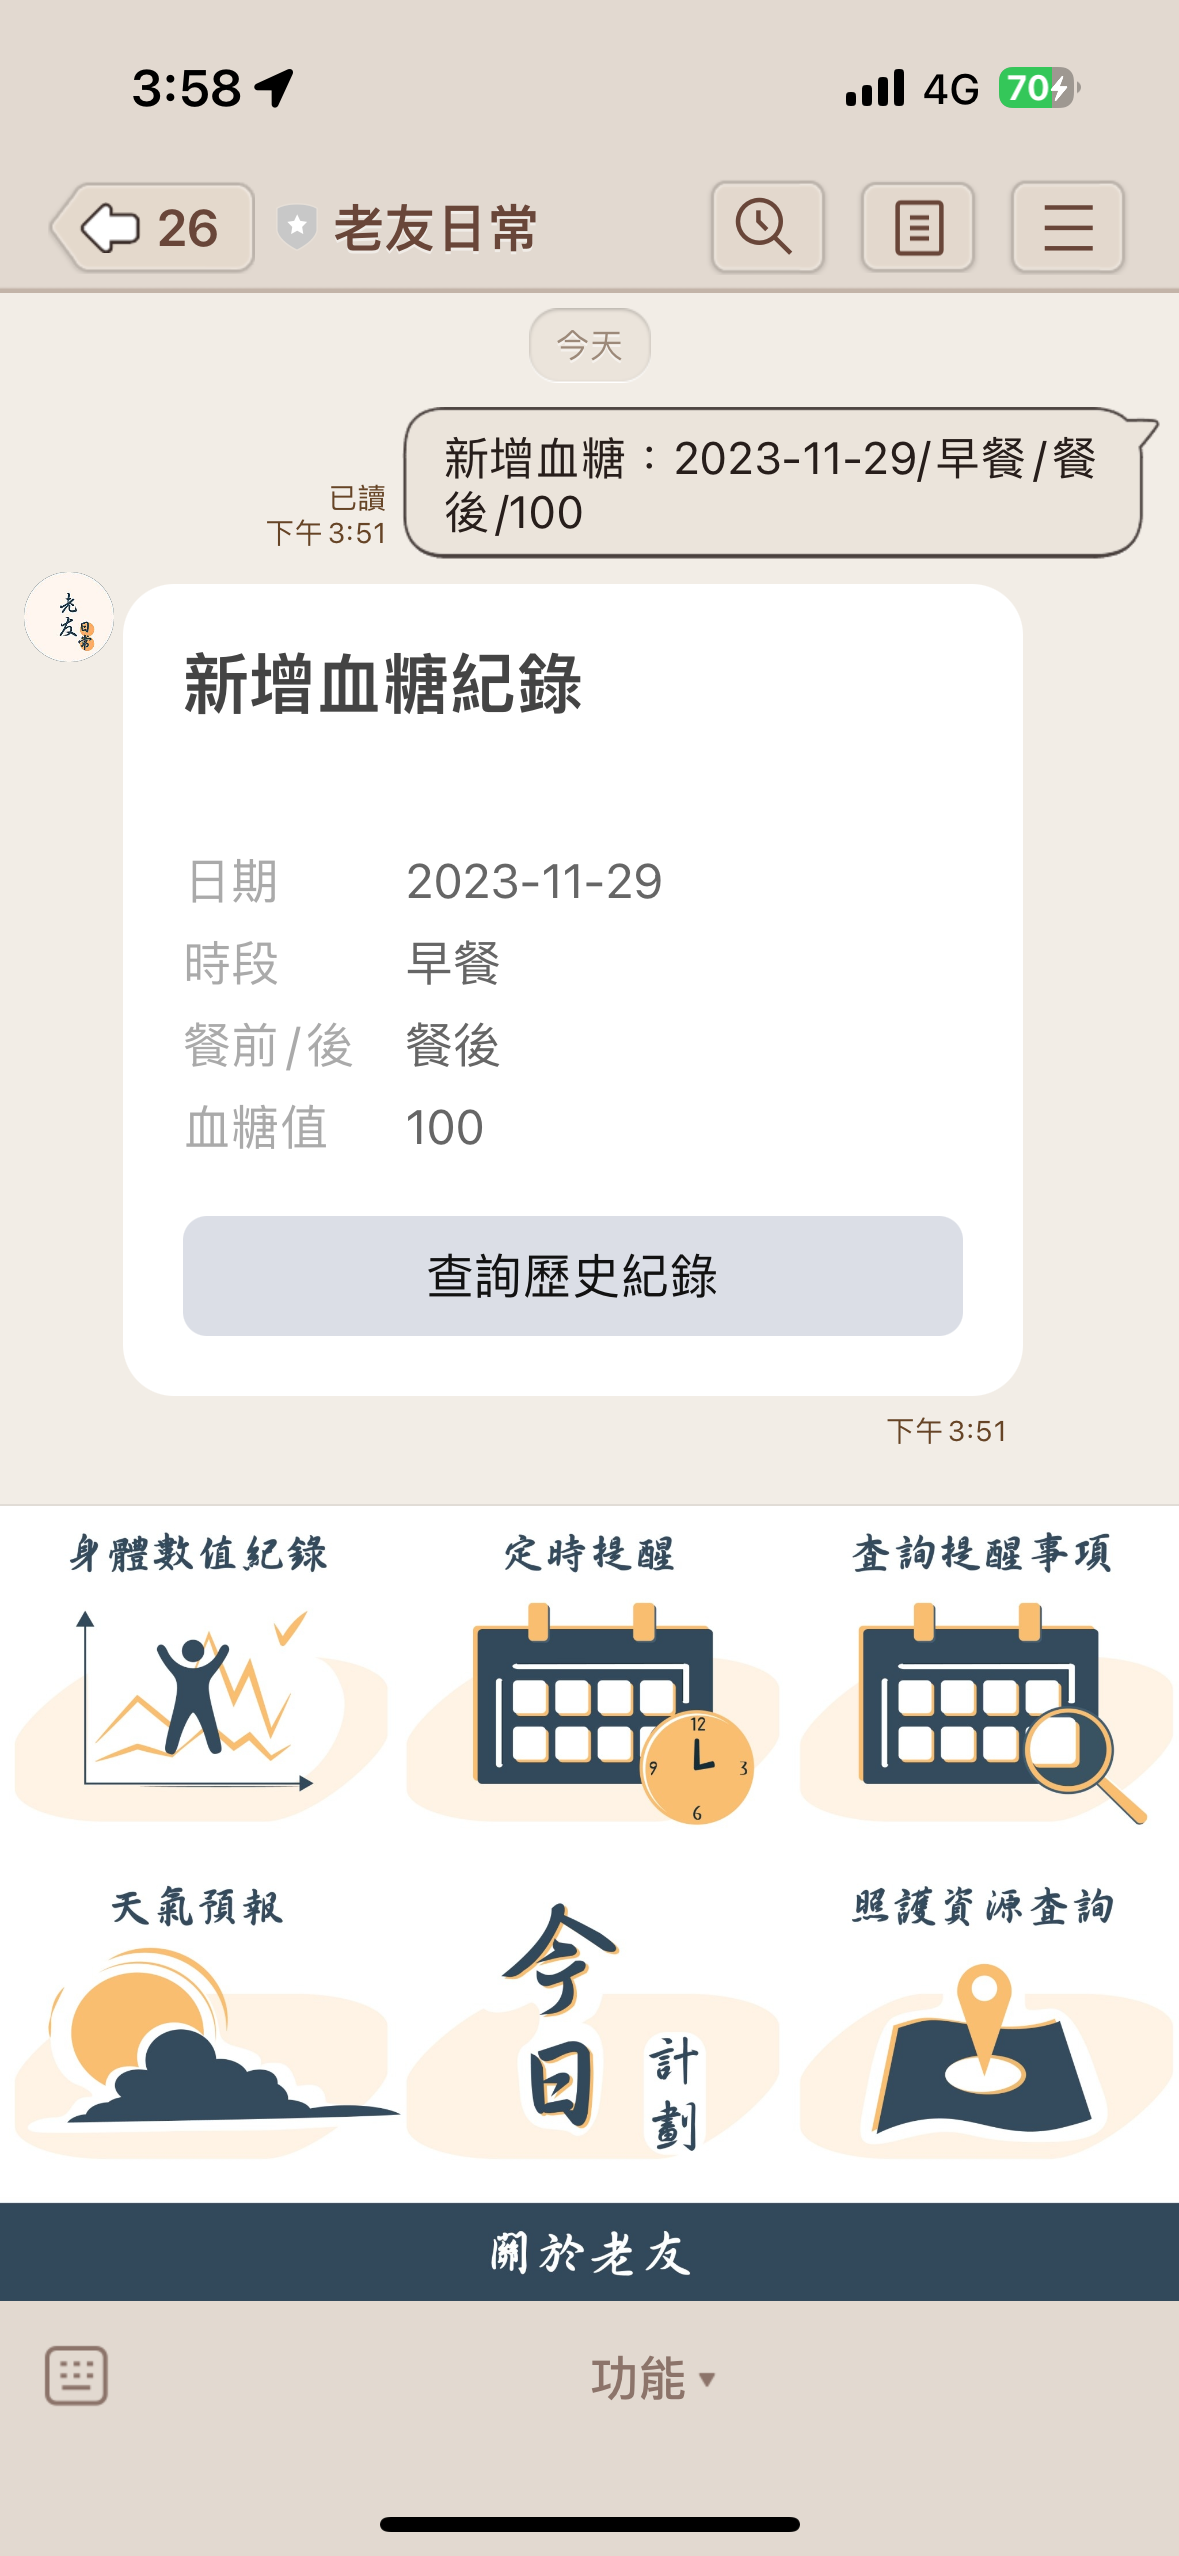 3:58
4G
70
26
老友日常
今天
新增血糖：2023-11-29/早餐/餐
後/100
已讀
下午3:51
老友
日常
新增血糖紀錄
日期 2023-11-29
時段 早餐
餐前/後 餐後
血糖值 100
查詢歷史紀錄
下午3:51
身體數值紀錄
定時提醒
查詢提醒事項
12
9
3
6
天氣預報
今日
計劃
照護資源查詢
關於老友
功能